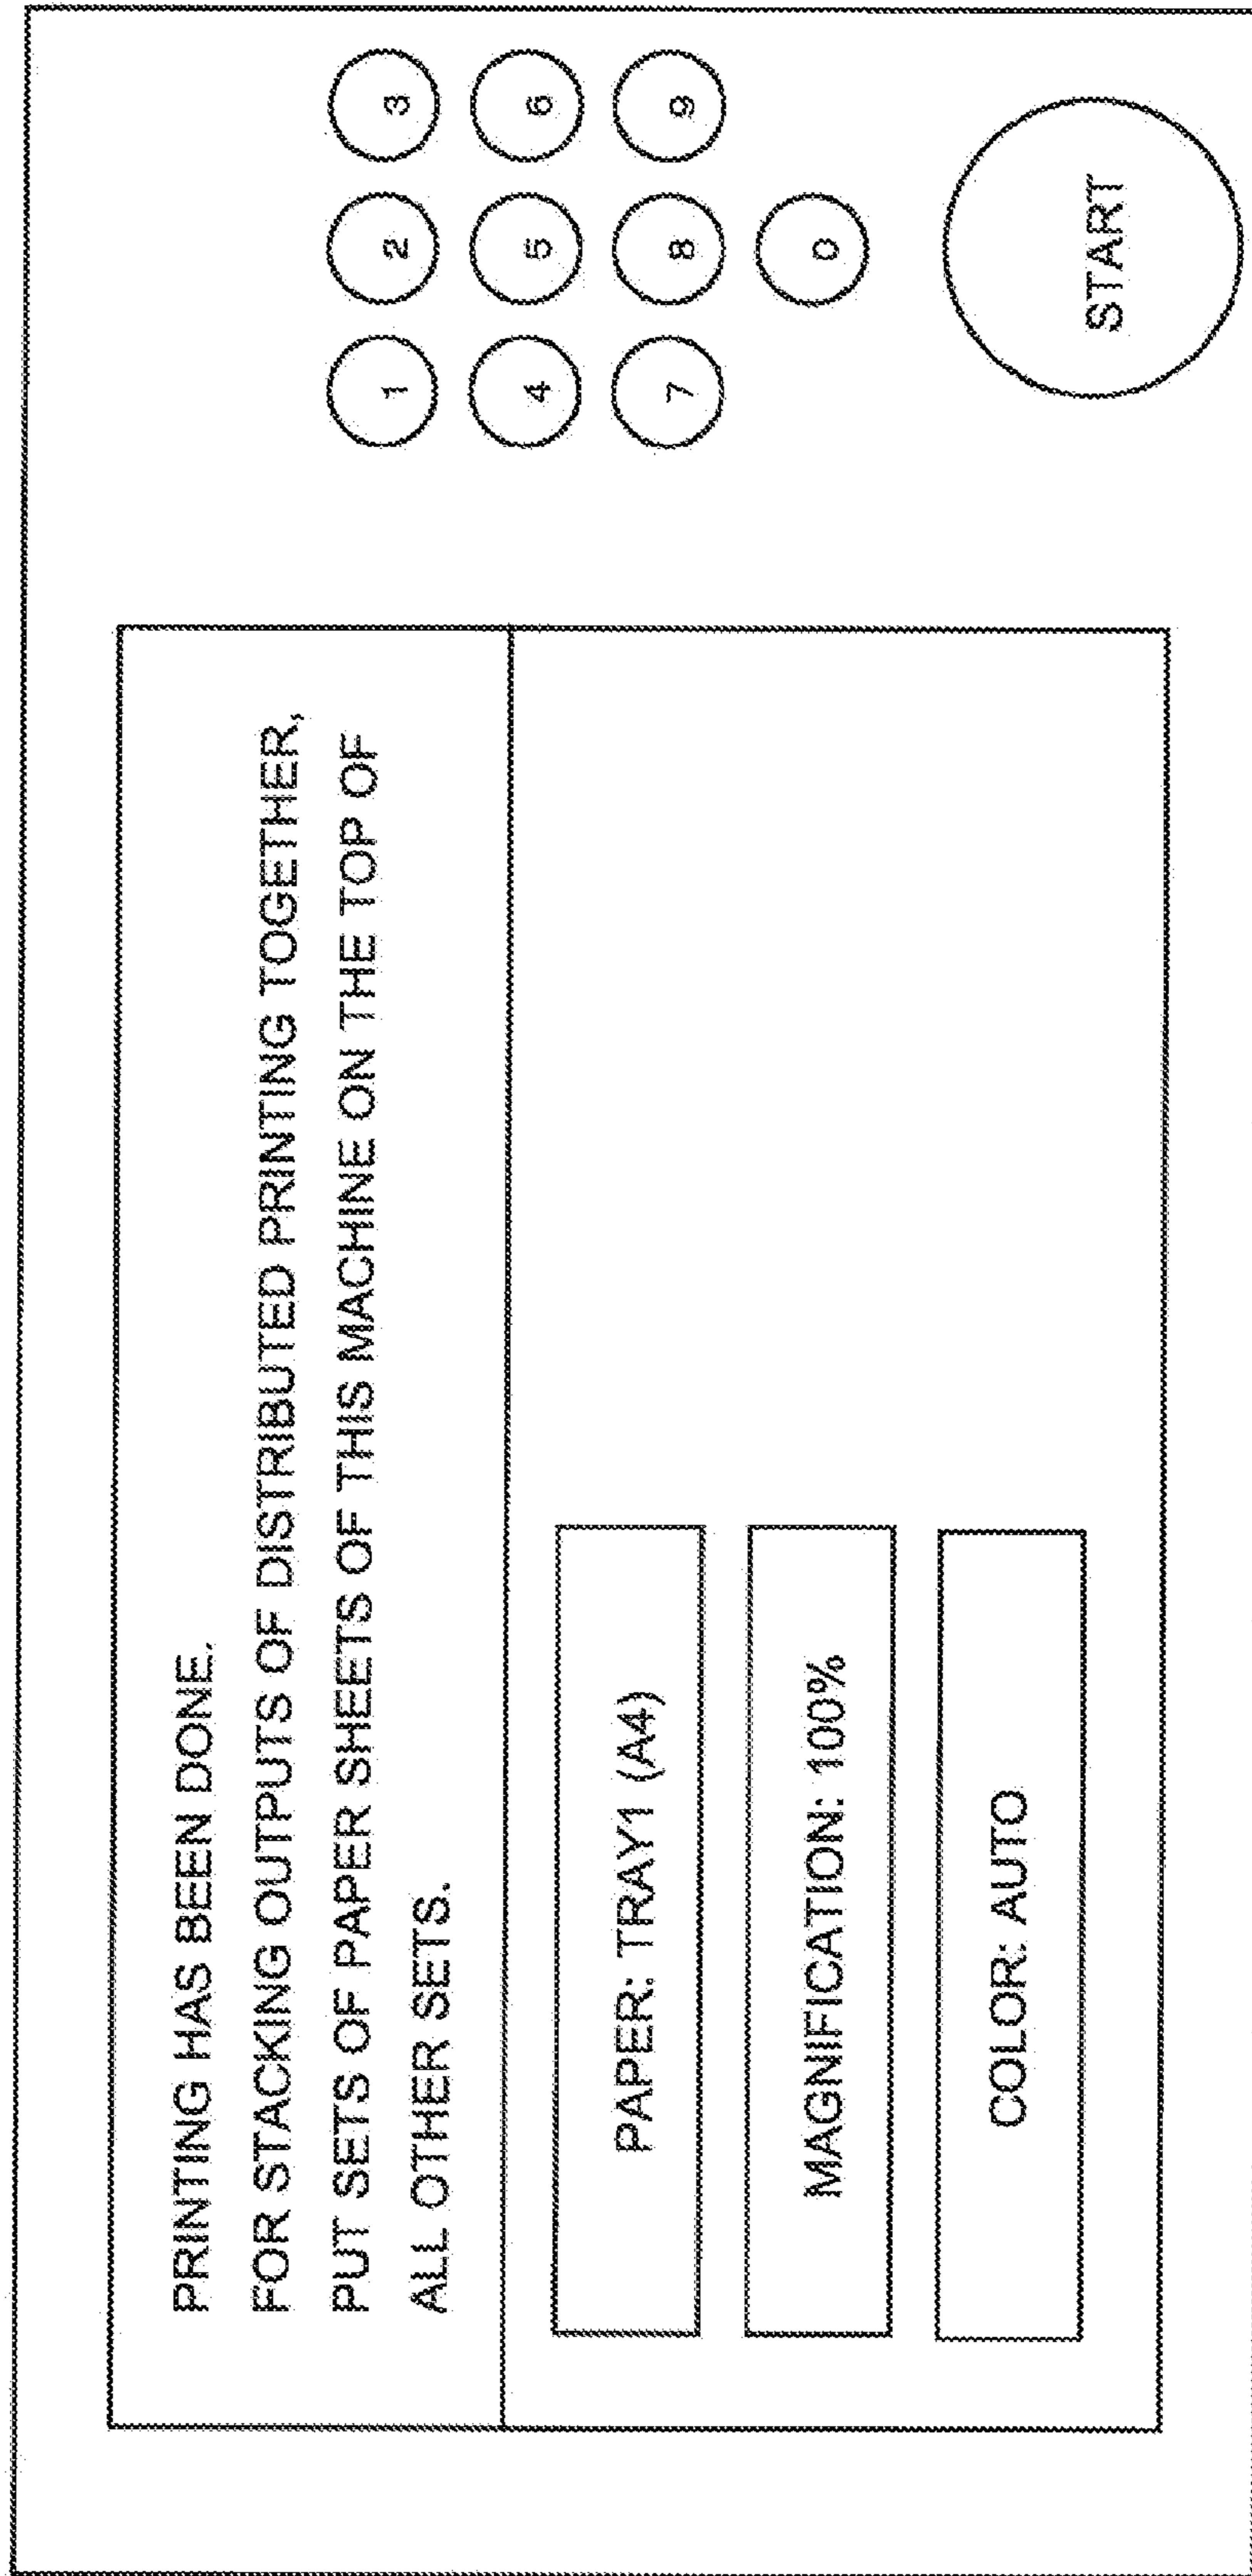 PRINTING HAS BEEN DONE.
FOR STACKING OUTPUTS OF DISTRIBUTED PRINTING TOGETHER,
PUT SETS OF PAPER SHEETS OF THIS MACHINE ON THE TOP OF
ALL OTHER SETS.
PAPER: TRAY1 (A4)
MAGNIFICATION: 100%
COLOR: AUTO
1 2 3
4 5 6
7 8 9
0
START